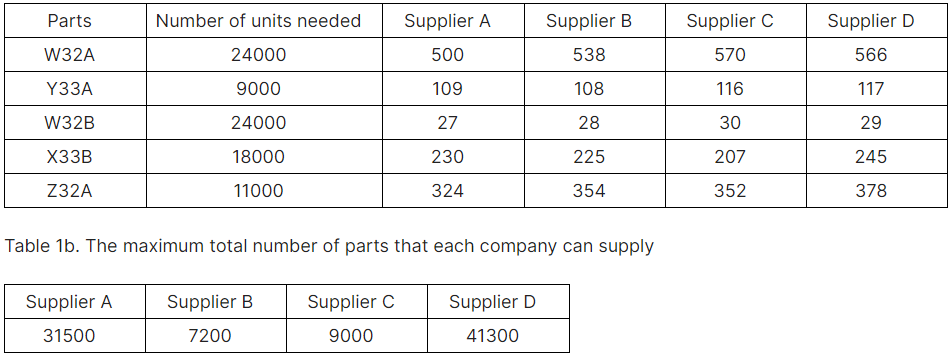 Parts Number of units needed Supplier A Supplier B Supplier C Supplier D
W32A 24000 500 538 570 566
Y33A 9000 109 108 116 117
W32B 24000 27 28 30 29
X33B 18000 230 225 207 245
Z32A 11000 324 354 352 378
Table 1b. The maximum total number of parts that each company can supply
Supplier A Supplier B Supplier C Supplier D
31500 7200 9000 41300